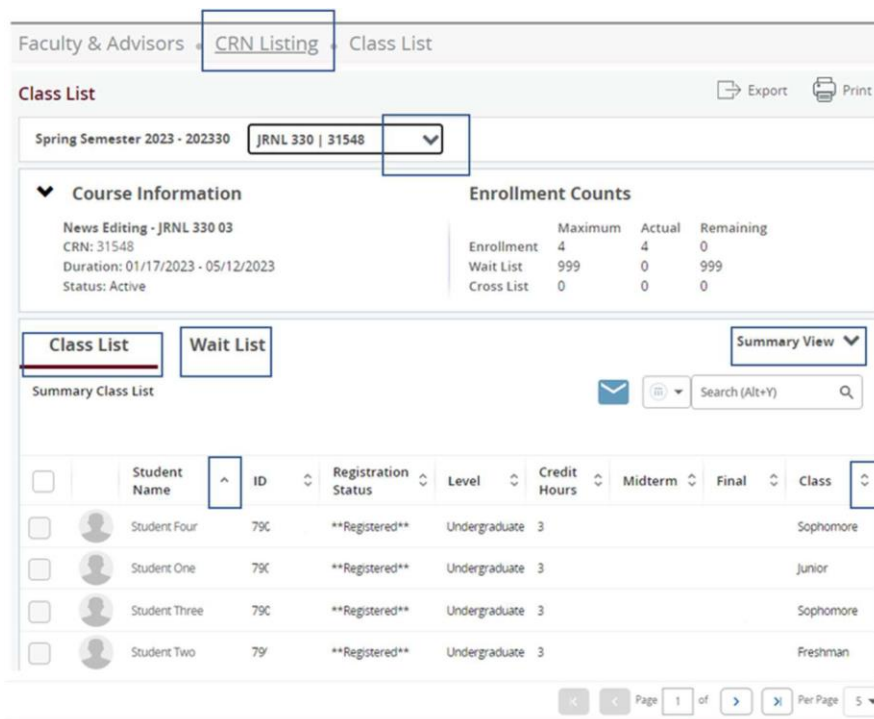 Faculty & Advisors • CRN Listing • Class List
Class List Export Print
Spring Semester 2023 - 202330 JRNL 330 | 31548
Course Information
News Editing - JRNL 330 03
CRN: 31548
Duration: 01/17/2023 - 05/12/2023
Status: Active
Enrollment Counts
Maximum Actual Remaining
Enrollment 4 4 0
Wait List 999 0 999
Cross List 0 0 0
Class List Wait List Summary View
Summary Class List Search (Alt+Y)
Student Name ID Registration Status Level Credit Hours Midterm Final Class
Student Four 790 **Registered** Undergraduate 3 Sophomore
Student One 790 **Registered** Undergraduate 3 Junior
Student Three 790 **Registered** Undergraduate 3 Sophomore
Student Two 79 **Registered** Undergraduate 3 Freshman
Page 1 of Per Page 5